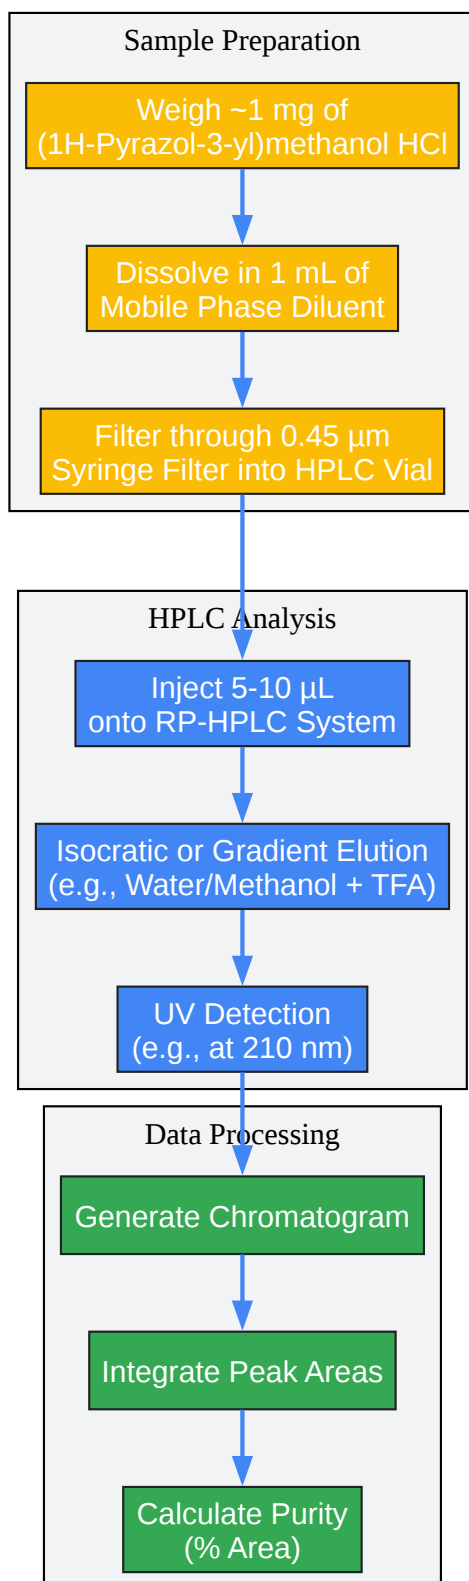 Sample Preparation
Weigh ~1 mg of
(1H-Pyrazol-3-yl)methanol HCl
Dissolve in 1 mL of
Mobile Phase Diluent
Filter through 0.45 µm
Syringe Filter into HPLC Vial
HPLC Analysis
Inject 5-10 µL
onto RP-HPLC System
Isocratic or Gradient Elution
(e.g., Water/Methanol + TFA)
UV Detection
(e.g., at 210 nm)
Data Processing
Generate Chromatogram
Integrate Peak Areas
Calculate Purity
(% Area)